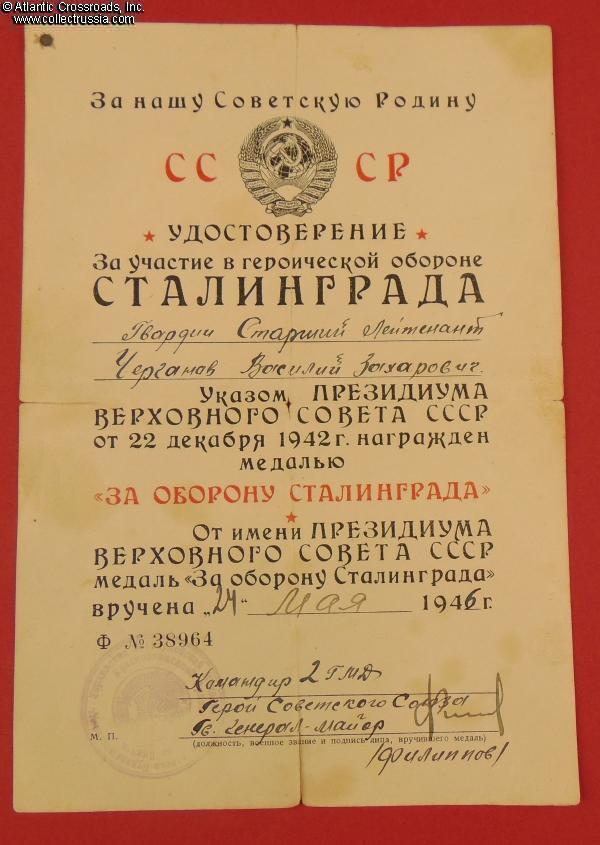 © Atlantic Crossroads, Inc.
www.collectrussia.com
За нашу Советскую Родину
СС СР
УДОСТОВЕРЕНИЕ
За участие в героической обороне
СТАЛИНГРАДА
Гвардии Старший Лейтенант
Черганов Василий Захарович.
Указом ПРЕЗИДИУМА
ВЕРХОВНОГО СОВЕТА СССР
от 22 декабря 1942 г. награжден
медалью
«ЗА ОБОРОНУ СТАЛИНГРАДА»
От имени ПРЕЗИДИУМА
ВЕРХОВНОГО СОВЕТА СССР
медаль «За оборону Сталинграда»
вручена „24" Мая 1946 г.
Ф № 38964
Командир 2 ГМД
Герой Советского Союза
Гв. Генерал-майор
М. П. (должность, военное звание и подпись лица, вручившего медаль)
/Филиппов/